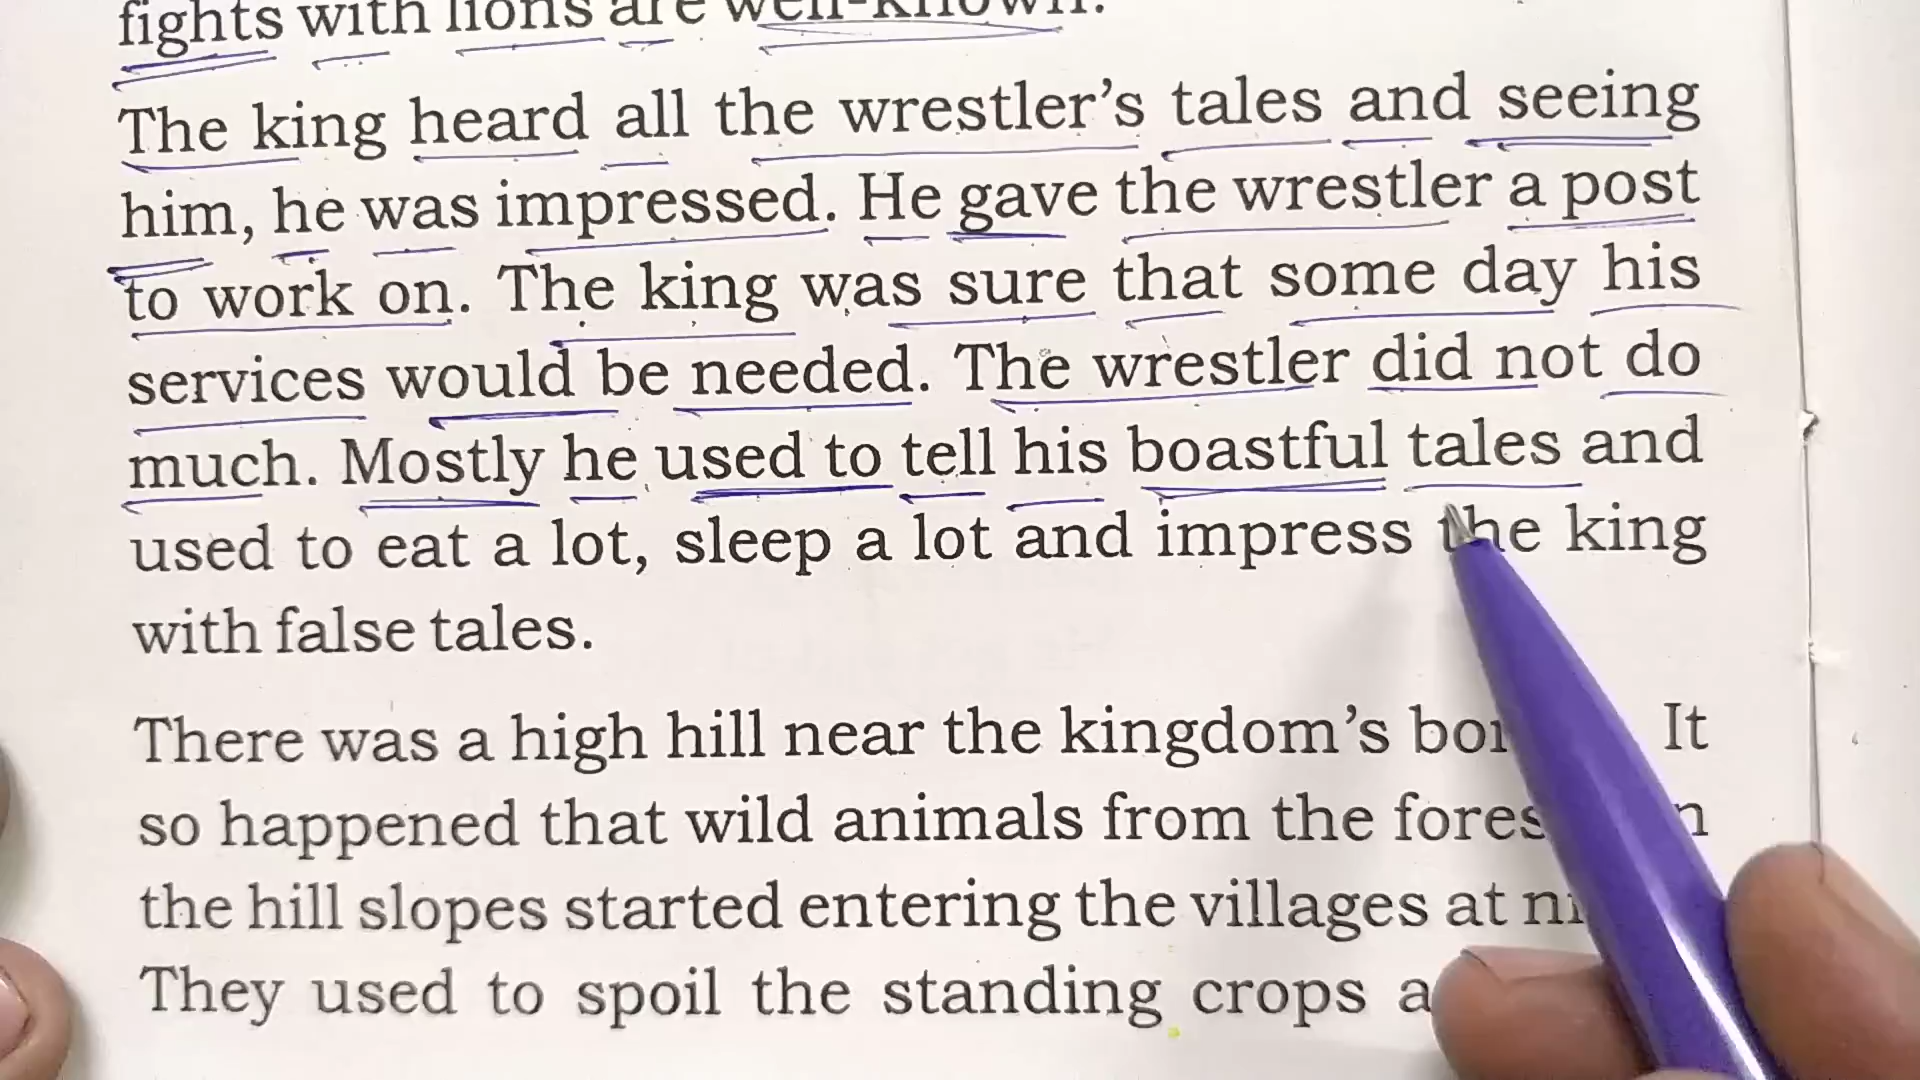 fights with lions are well-known.
The king heard all the wrestler's tales and seeing
him, he was impressed. He gave the wrestler a post
to work on. The king was sure that some day his
services would be needed. The wrestler did not do
much. Mostly he used to tell his boastful tales and
used to eat a lot, sleep a lot and impress the king
with false tales.
There was a high hill near the kingdom's It
so happened that wild animals from the
the hill slopes started entering the villages at
They used to spoil the standing crops